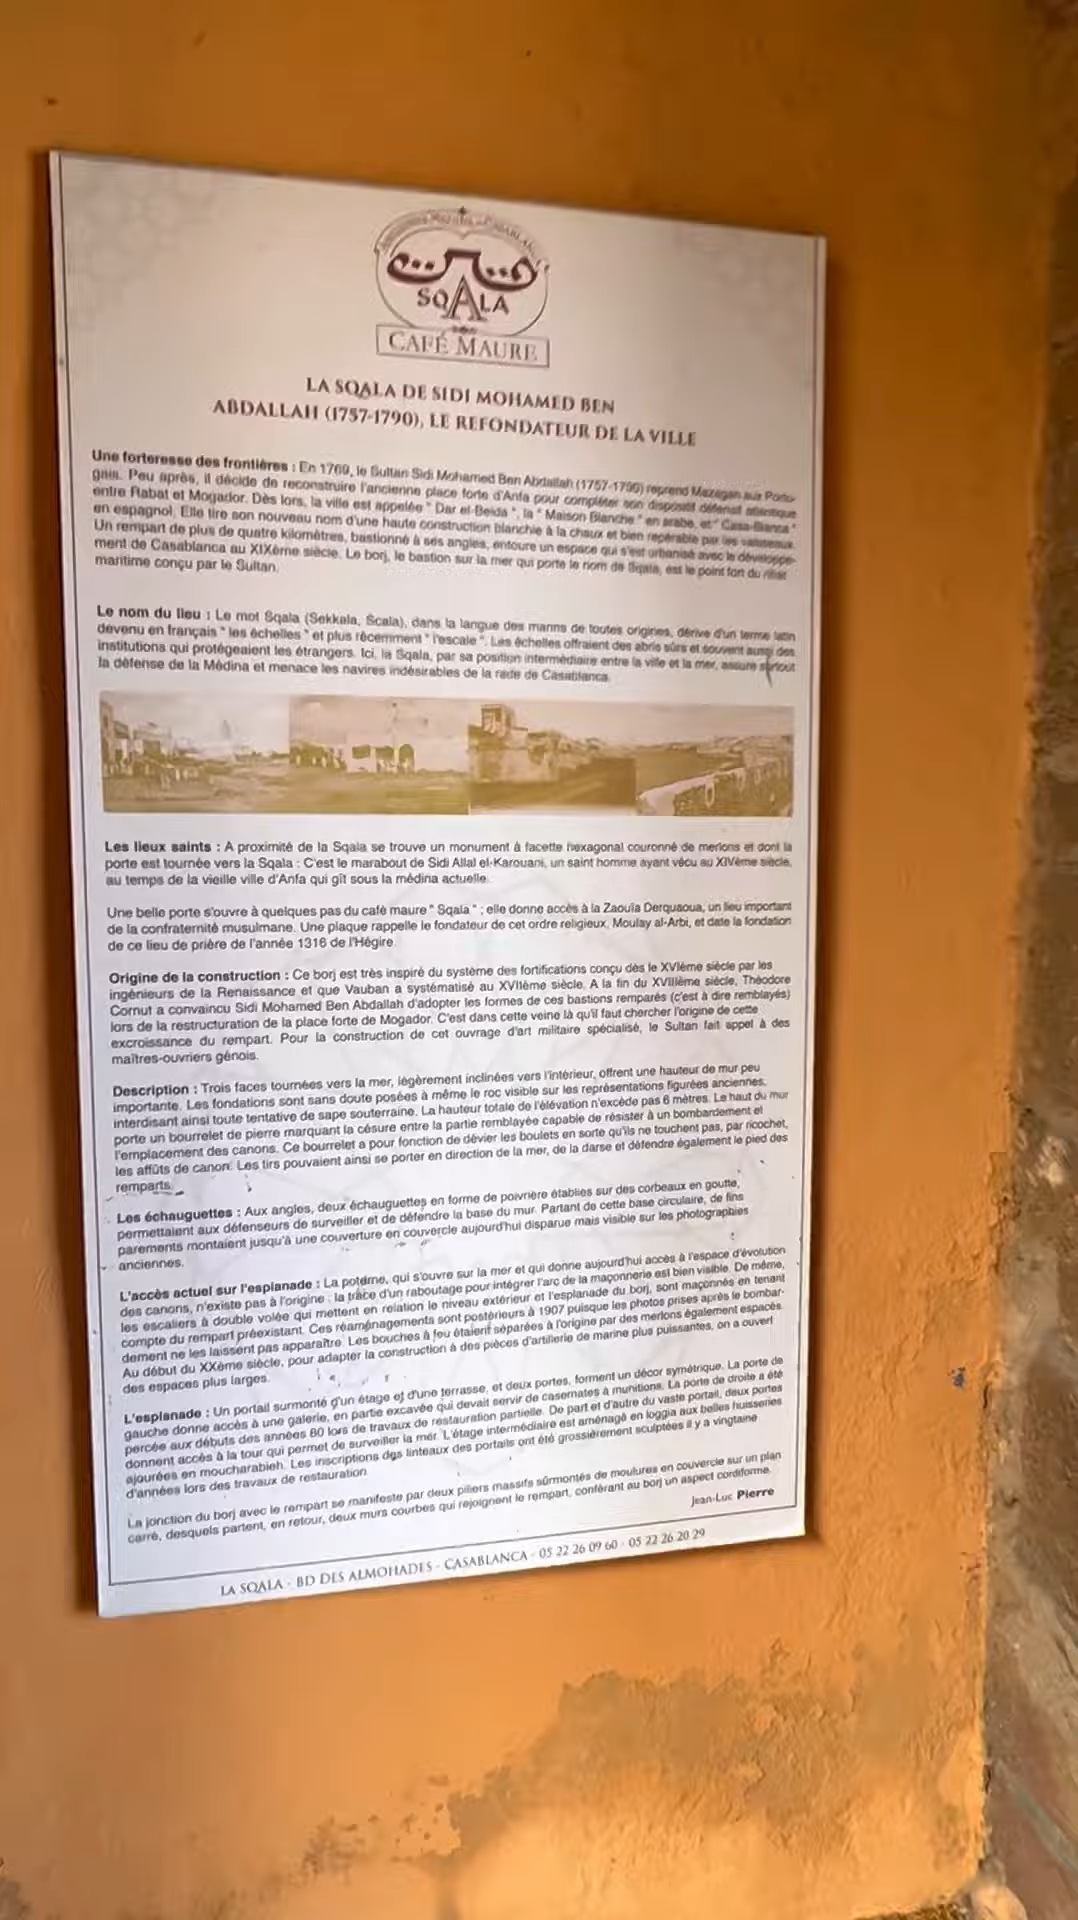 SQALA
CAFÉ MAURE
LA SQALA DE SIDI MOHAMED BEN
ABDALLAH (1757-1790), LE REFONDATEUR DE LA VILLE
Une forteresse des frontières : En 1769, le Sultan Sidi Mohamed Ben Abdallah (1757-1790) reprend Mazagan aux Portu-
gais. Peu après, il décide de reconstruire l'ancienne place forte d'Anfa pour compléter son dispositif défensif atlantique
entre Rabat et Mogador. Dès lors, la ville est appelée " Dar el-Beida ", la " Maison Blanche " en arabe, et " Casa-Blanca "
en espagnol. Elle tire son nouveau nom d'une haute construction blanchie à la chaux et bien repérable par les vaisseaux.
Un rempart de plus de quatre kilomètres, bastionné à ses angles, entoure un espace qui s'est urbanisé avec le développe-
ment de Casablanca au XIXème siècle. Le borj, le bastion sur la mer qui porte le nom de Sqala, est le point fort du ribat
maritime conçu par le Sultan.
Le nom du lieu : Le mot Sqala (Sekkala, Scala), dans la langue des marins de toutes origines, dérive d'un terme latin
devenu en français " les échelles " et plus récemment " l'escale ". Les échelles offraient des abris sûrs et souvent aussi des
institutions qui protégeaient les étrangers. Ici, la Sqala, par sa position intermédiaire entre la ville et la mer, assure surtout
la défense de la Médina et menace les navires indésirables de la rade de Casablanca.
Les lieux saints : A proximité de la Sqala se trouve un monument à facette hexagonal couronné de merlons et dont la
porte est tournée vers la Sqala : C'est le marabout de Sidi Allal el-Karouani, un saint homme ayant vécu au XIVème siècle,
au temps de la vieille ville d'Anfa qui gît sous la médina actuelle.
Une belle porte s'ouvre à quelques pas du café maure " Sqala " ; elle donne accès à la Zaouïa Derquaoua, un lieu important
de la confraternité musulmane. Une plaque rappelle le fondateur de cet ordre religieux, Moulay al-Arbi, et date la fondation
de ce lieu de prière de l'année 1316 de l'Hégire.
Origine de la construction : Ce borj est très inspiré du système des fortifications conçu dès le XVIème siècle par les
ingénieurs de la Renaissance et que Vauban a systématisé au XVIIème siècle. A la fin du XVIIIème siècle, Théodore
Cornut a convaincu Sidi Mohamed Ben Abdallah d'adopter les formes de ces bastions remparés (c'est à dire remblayés)
lors de la restructuration de la place forte de Mogador. C'est dans cette veine là qu'il faut chercher l'origine de cette
excroissance du rempart. Pour la construction de cet ouvrage d'art militaire spécialisé, le Sultan fait appel à des
maîtres-ouvriers génois.
Description : Trois faces tournées vers la mer, légèrement inclinées vers l'intérieur, offrent une hauteur de mur peu
importante. Les fondations sont sans doute posées à même le roc visible sur les représentations figurées anciennes,
interdisant ainsi toute tentative de sape souterraine. La hauteur totale de l'élévation n'excède pas 6 mètres. Le haut du mur
porte un bourrelet de pierre marquant la césure entre la partie remblayée capable de résister à un bombardement et
l'emplacement des canons. Ce bourrelet a pour fonction de dévier les boulets en sorte qu'ils ne touchent pas, par ricochet,
les affûts de canon. Les tirs pouvaient ainsi se porter en direction de la mer, de la darse et défendre également le pied des
remparts.
Les échauguettes : Aux angles, deux échauguettes en forme de poivrière établies sur des corbeaux en goutte,
permettaient aux défenseurs de surveiller et de défendre la base du mur. Partant de cette base circulaire, de fins
parements montaient jusqu'à une couverture en couvercle aujourd'hui disparue mais visible sur les photographies
anciennes.
L'accès actuel sur l'esplanade : La poterne, qui s'ouvre sur la mer et qui donne aujourd'hui accès à l'espace d'évolution
des canons, n'existe pas à l'origine : la trace d'un raboutage pour intégrer l'arc de la maçonnerie est bien visible. De même,
les escaliers à double volée qui mettent en relation le niveau extérieur et l'esplanade du borj, sont maçonnés en tenant
compte du rempart préexistant. Ces réaménagements sont postérieurs à 1907 puisque les photos prises après le bombar-
dement ne les laissent pas apparaître. Les bouches à feu étaient séparées à l'origine par des merlons également espacés.
Au début du XXème siècle, pour adapter la construction à des pièces d'artillerie de marine plus puissantes, on a ouvert
des espaces plus larges.
L'esplanade : Un portail surmonté d'un étage et d'une terrasse, et deux portes, forment un décor symétrique. La porte de
gauche donne accès à une galerie, en partie excavée qui devait servir de casemates à munitions. La porte de droite a été
percée aux débuts des années 60 lors de travaux de restauration partielle. De part et d'autre du vaste portail, deux portes
donnent accès à la tour qui permet de surveiller la mer. L'étage intermédiaire est aménagé en loggia aux belles huisseries
ajourées en moucharabieh. Les inscriptions des linteaux des portails ont été grossièrement sculptées il y a vingtaine
d'années lors des travaux de restauration
La jonction du borj avec le rempart se manifeste par deux piliers massifs surmontés de moulures en couvercle sur un plan
carré, desquels partent, en retour, deux murs courbes qui rejoignent le rempart, conférant au borj un aspect cordiforme.
Jean-Luc Pierre
LA SQALA - BD DES ALMOHADES - CASABLANCA - 05 22 26 09 60 - 05 22 26 20 29